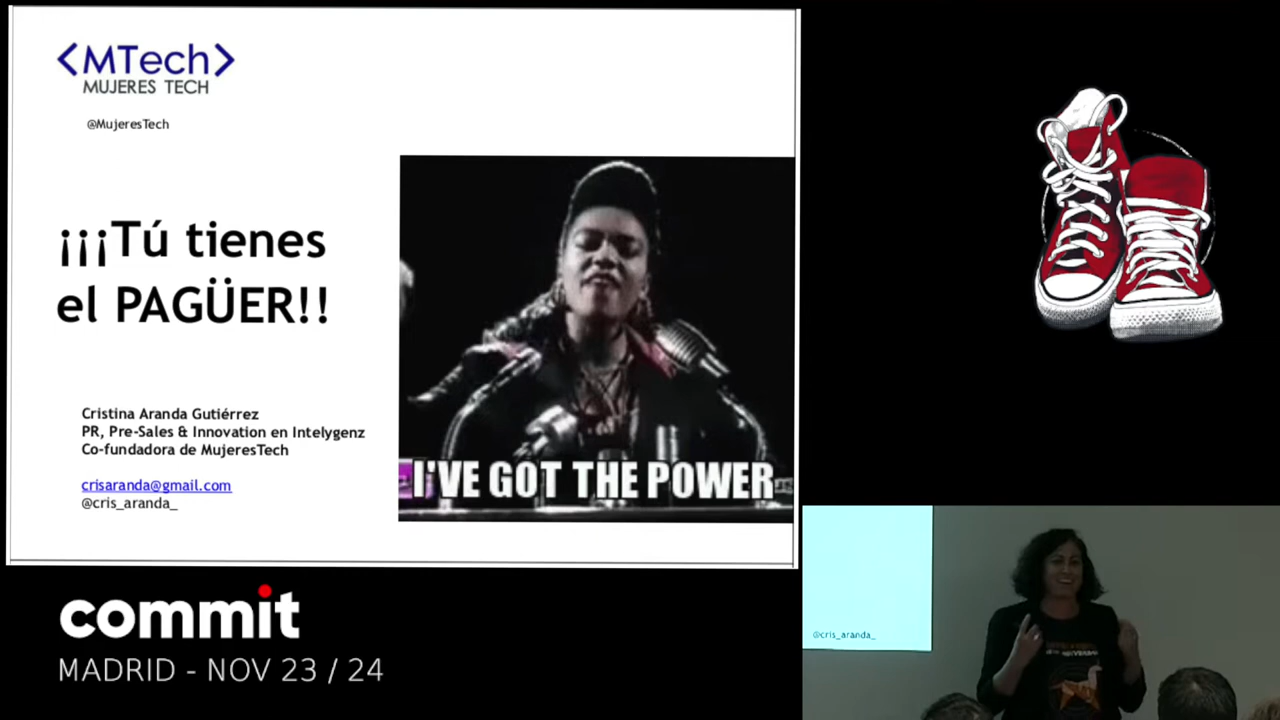 <MTech>
MUJERES TECH
@MujeresTech
¡¡¡Tú tienes
el PAGÜER!!
Cristina Aranda Gutiérrez
PR, Pre-Sales & Innovation en Intelygenz
Co-fundadora de MujeresTech
crisaranda@gmail.com
@cris_aranda_
I'VE GOT THE POWER
commit
MADRID - NOV 23 / 24
@cris_aranda_